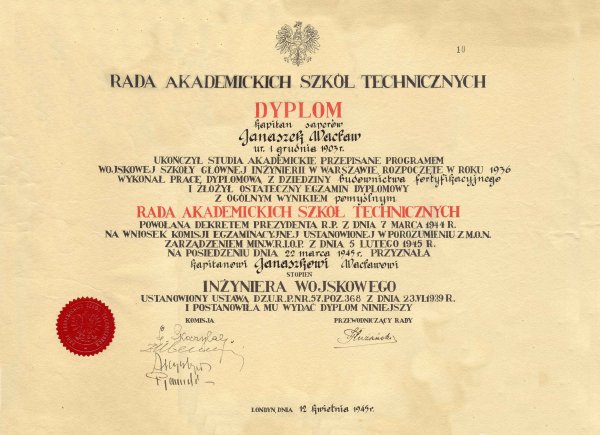 10
RADA AKADEMICKICH SZKÓL TECHNICZNYCH
DYPLOM
kapitan saperów
Janaszek Wacław
ur. 1 grudnia 1903 r.
UKOŃCZYŁ STUDIA AKADEMICKIE PRZEPISANE PROGRAMEM
WOJSKOWEJ SZKOŁY GŁÓWNEJ INŻYNIERII W WARSZAWIE, ROZPOCZĘTE W ROKU 1936
WYKONAŁ PRACĘ DYPLOMOWĄ Z DZIEDZINY budownictwa fortyfikacyjnego
I ZŁOŻYŁ OSTATECZNY EGZAMIN DYPLOMOWY
Z OGÓLNYM WYNIKIEM pomyślnym
RADA AKADEMICKICH SZKÓL TECHNICZNYCH
POWOŁANA DEKRETEM PREZYDENTA R.P. Z DNIA 7 MARCA 1944 R.
NA WNIOSEK KOMISJI EGZAMINACYJNEJ USTANOWIONEJ W POROZUMIENIU Z M.O.N.
ZARZĄDZENIEM MIN.W.R.I.O.P. Z DNIA 5 LUTEGO 1945 R.
NA POSIEDZENIU DNIA 22 marca 1945 r. PRZYZNAŁA
kapitanowi Janaszkowi Wacławowi
STOPIEŃ
INŻYNIERA WOJSKOWEGO
USTANOWIONY USTAWĄ DZ.U.R.P. NR. 57. POZ. 368 Z DNIA 23.VI.1939 R.
I POSTANOWIŁA MU WYDAĆ DYPLOM NINIEJSZY
KOMISJA
PRZEWODNICZĄCY RADY
LONDYN, DNIA 12 kwietnia 1945 r.